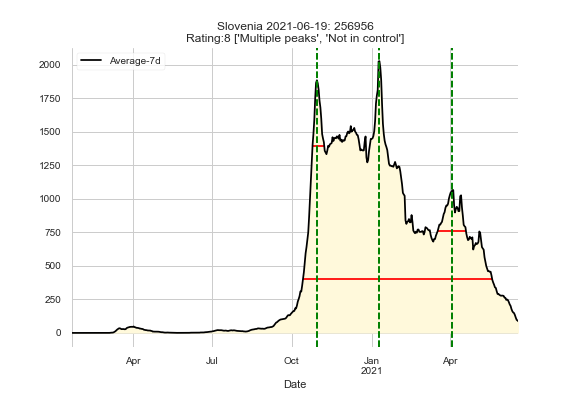 Slovenia 2021-06-19: 256956
Rating:8 ['Multiple peaks', 'Not in control']
Average-7d
2000
1750
1500
1250
1000
750
500
250
0
Apr
Jul
Oct
Jan
2021
Apr
Date